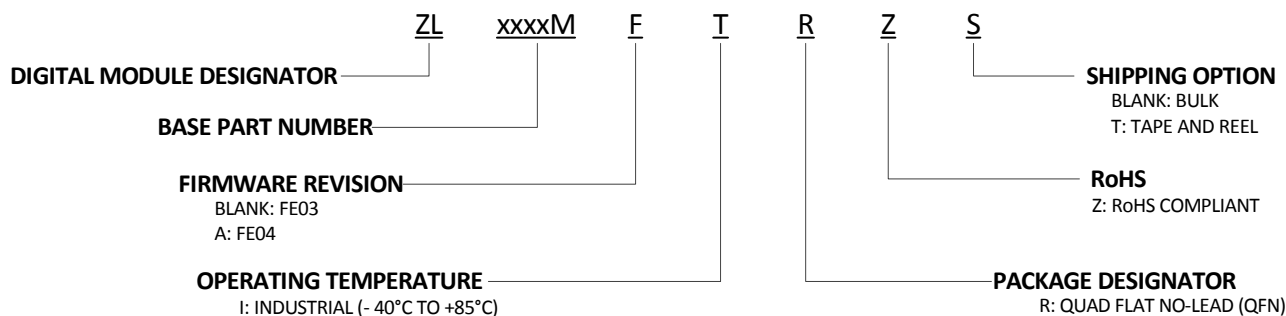 ZL xxxxM F T R Z S
DIGITAL MODULE DESIGNATOR
BASE PART NUMBER
FIRMWARE REVISION
BLANK: FE03
A: FE04
OPERATING TEMPERATURE
I: INDUSTRIAL (- 40°C TO +85°C)
SHIPPING OPTION
BLANK: BULK
T: TAPE AND REEL
RoHS
Z: RoHS COMPLIANT
PACKAGE DESIGNATOR
R: QUAD FLAT NO-LEAD (QFN)